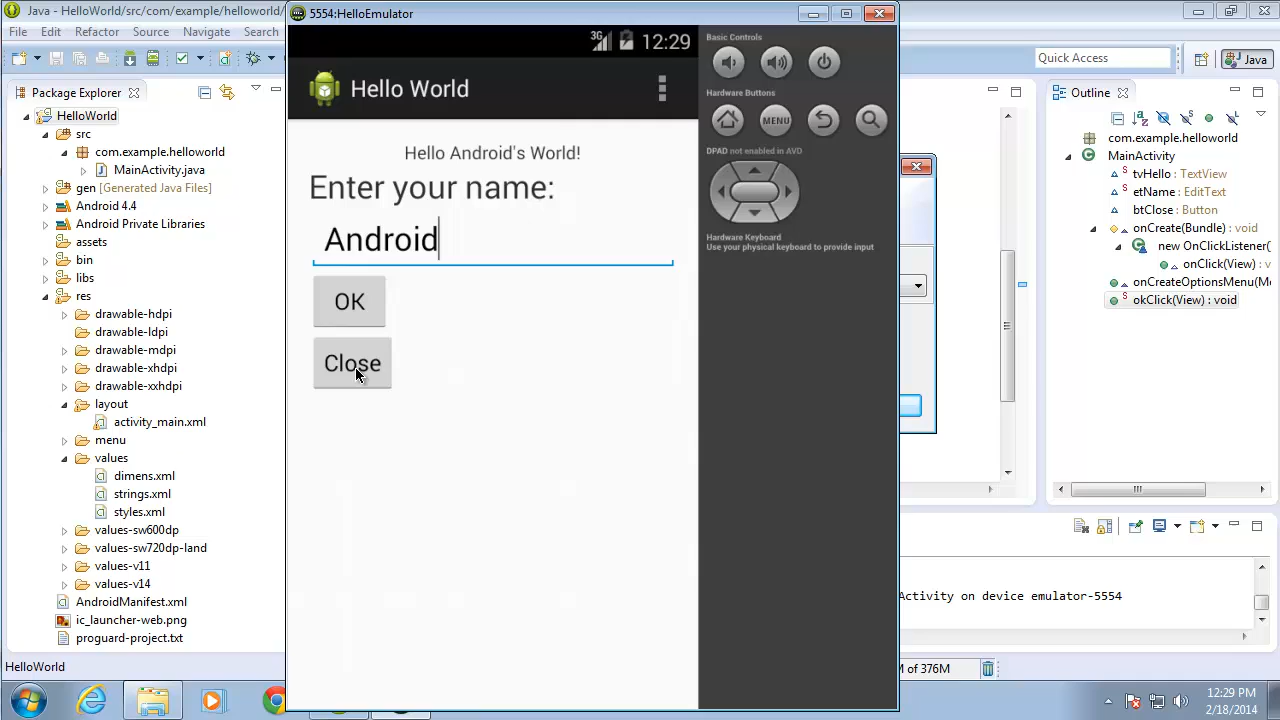 Java - HelloWorld/src/com/example/helloworld/
File Edit Refactor Source Navigate Search
Package Explorer
HelloWorld
src
com.example.helloworld
MainActivity.java
gen [Generated Java Files]
Android 4.4
Android Private Libraries
assets
bin
libs
res
drawable-hdpi
drawable-ldpi
drawable-mdpi
drawable-xhdpi
drawable-xxhdpi
layout
activity_main.xml
menu
values
dimens.xml
strings.xml
styles.xml
values-sw600dp
values-sw720dp-land
values-v11
values-v14
AndroidManifest.xml
ic_launcher-web.png
proguard-project.txt
HelloWorld
5554:HelloEmulator
3G 12:29
Hello World
Hello Android's World!
Enter your name:
Android
OK
Close
Basic Controls
Hardware Buttons
MENU
DPAD not enabled in AVD
Hardware Keyboard
Use your physical keyboard to provide input
Quick Access
Java
Outline
com.example.helloworld
MainActivity
tvHello : TextView
etName : EditText
btClose : Button
onCreate(Bundle) : void
new OnClickListener
onClick(View) : v
onCreateOptionsMenu(M
okClick(View) : void
Activity on device emulator-5554
M of 376M
12:29 PM
2/18/2014